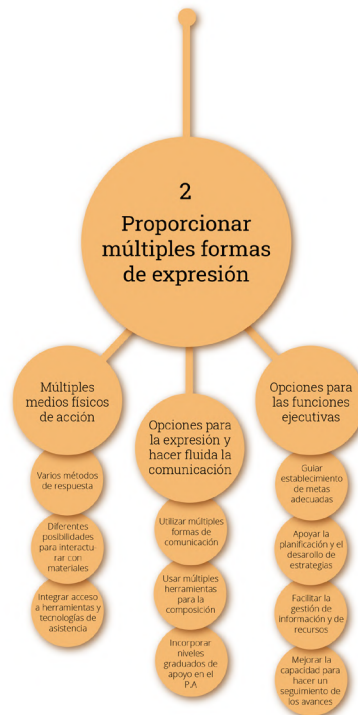 2
Proporcionar
múltiples formas
de expresión
Múltiples
medios físicos
de acción
Varios métodos
de respuesta
Diferentes
posibilidades
para interactu-
rar con
materiales
Integrar acceso
a herramientas y
tecnologías de
asistencia
Opciones para
la expresión y
hacer fluida la
comunicación
Utilizar múltiples
formas de
comunicación
Usar múltiples
herramientas
para la
composición
Incorporar
niveles
graduados de
apoyo en el
P.A
Opciones para
las funciones
ejecutivas
Guiar
establecimiento
de metas
adecuadas
Apoyar la
planificación y el
desarollo de
estrategias
Facilitar la
gestión de
información y de
recursos
Mejorar la
capacidad para
hacer un
seguimiento de
los avances